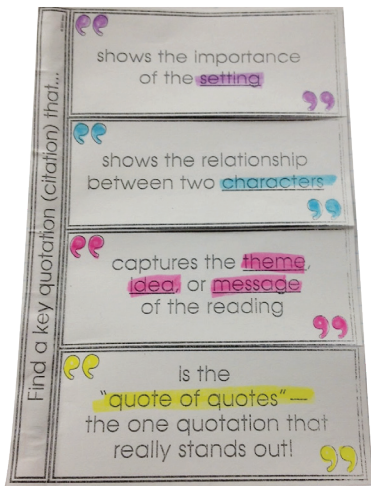 Find a key quotation (citation) that...
shows the importance
of the setting
shows the relationship
between two characters
captures the theme,
idea, or message
of the reading
is the
"quote of quotes"—
the one quotation that
really stands out!